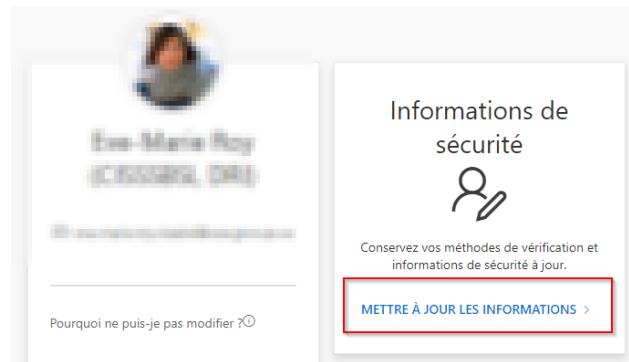 Informations de
sécurité
Conservez vos méthodes de vérification et
informations de sécurité à jour.
METTRE À JOUR LES INFORMATIONS >
Pourquoi ne puis-je pas modifier ?